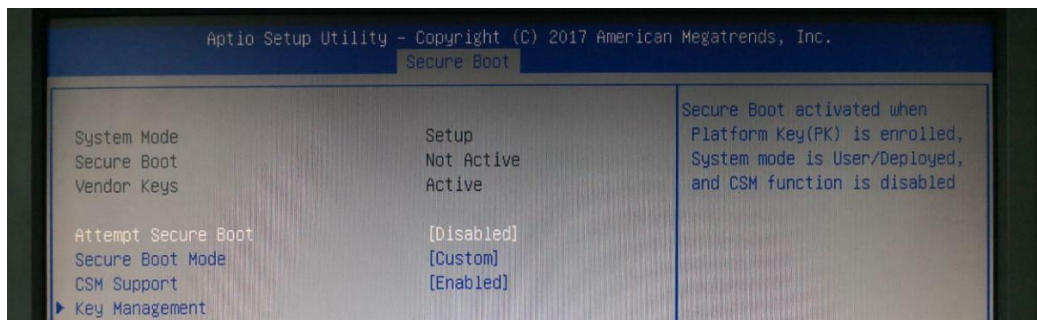 Aptio Setup Utility – Copyright (C) 2017 American Megatrends, Inc.
Secure Boot
System Mode Setup
Secure Boot Not Active
Vendor Keys Active
Attempt Secure Boot [Disabled]
Secure Boot Mode [Custom]
CSM Support [Enabled]
Key Management
Secure Boot activated when
Platform Key(PK) is enrolled,
System mode is User/Deployed,
and CSM function is disabled